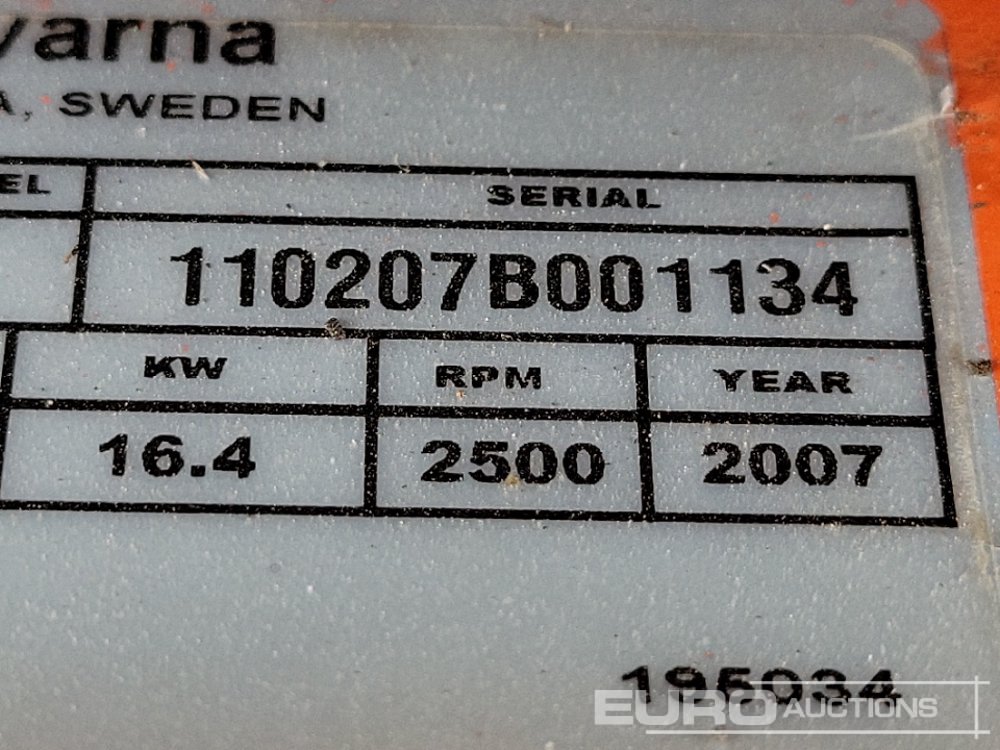 varna
A, SWEDEN
EL SERIAL
110207B001134
KW RPM YEAR
16.4 2500 2007
195034
EURO AUCTIONS